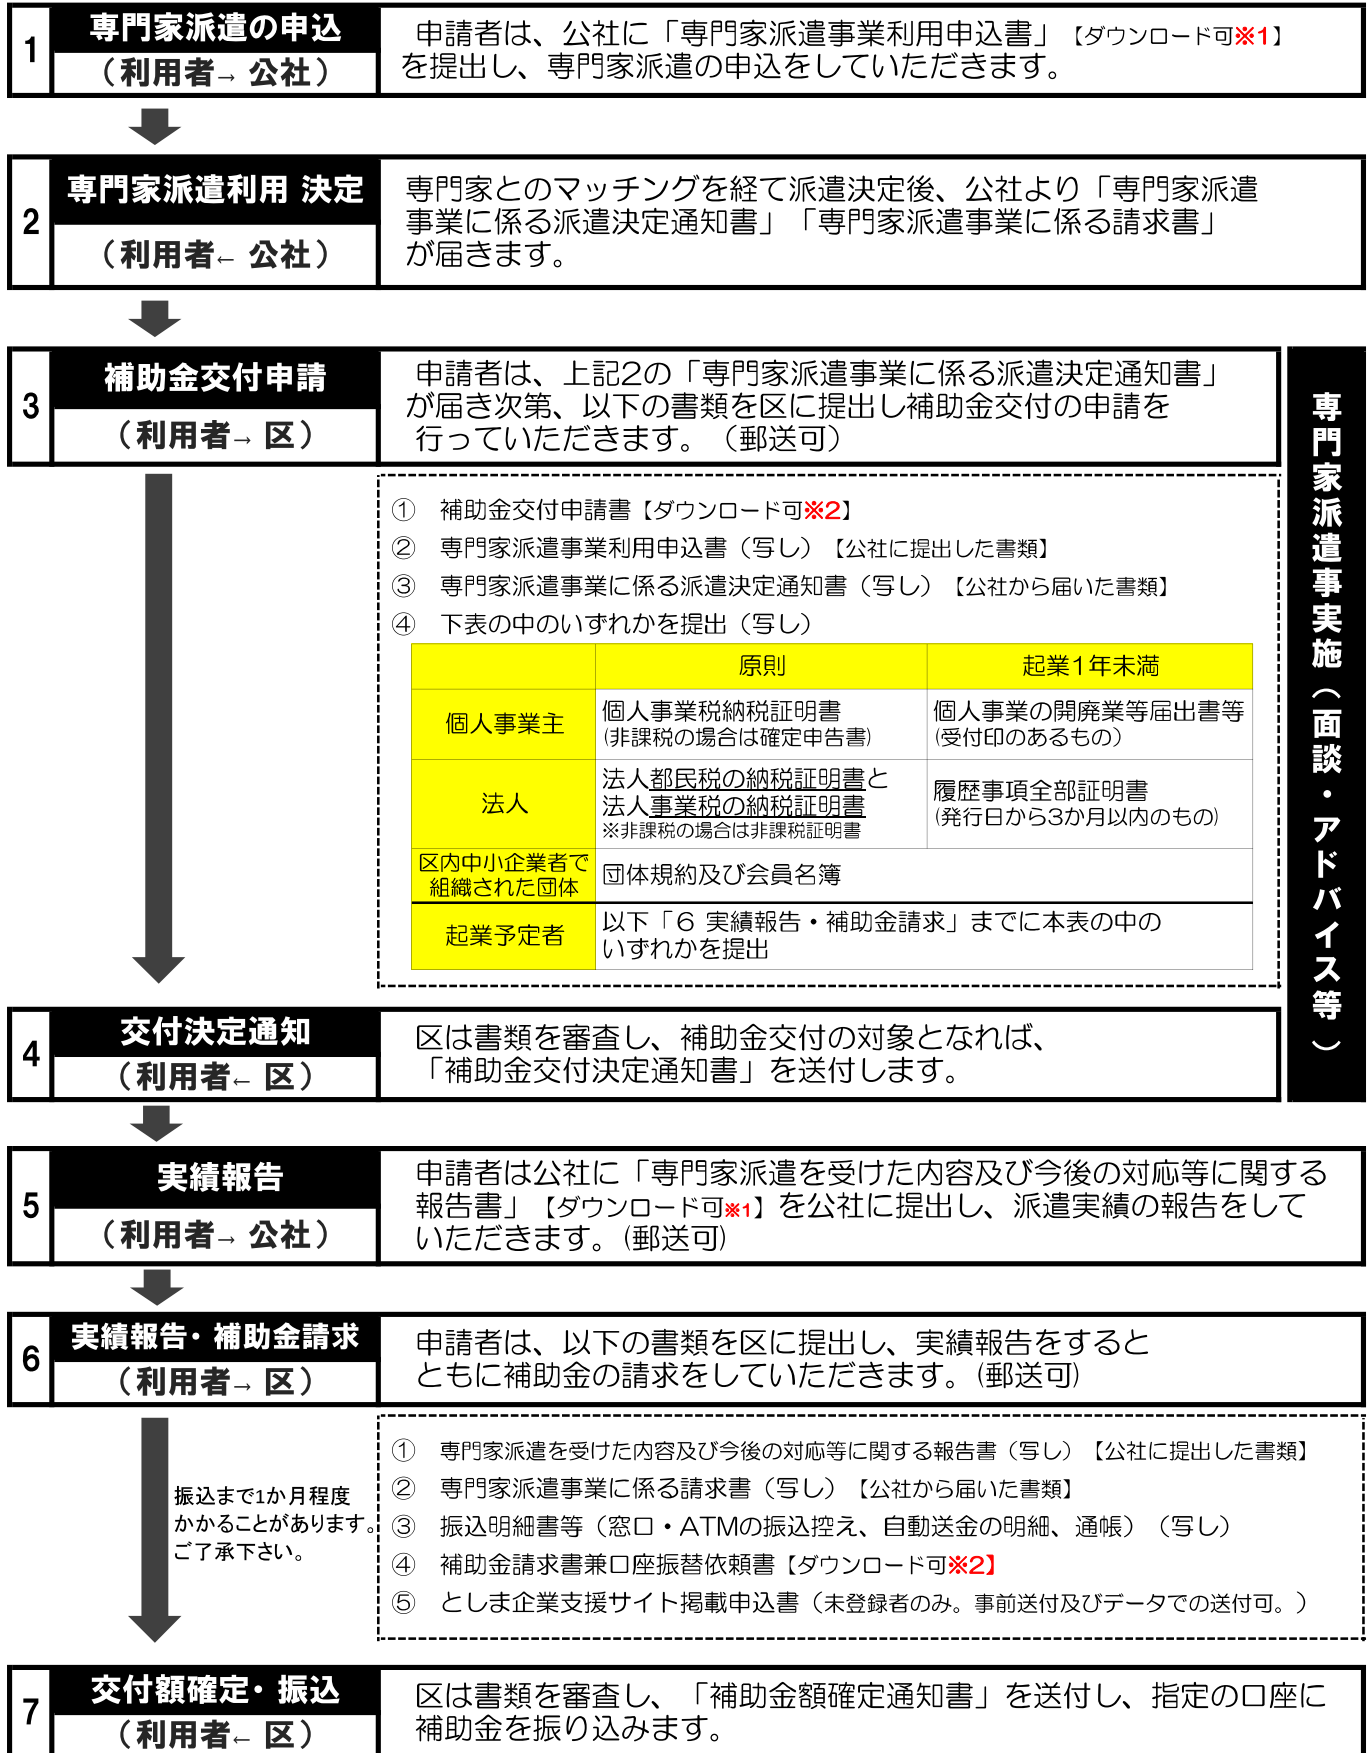 1
専門家派遣の申込
（利用者→ 公社）
申請者は、公社に「専門家派遣事業利用申込書」【ダウンロード可※1】
を提出し、専門家派遣の申込をしていただきます。
2
専門家派遣利用 決定
（利用者← 公社）
専門家とのマッチングを経て派遣決定後、公社より「専門家派遣
事業に係る派遣決定通知書」「専門家派遣事業に係る請求書」
が届きます。
3
補助金交付申請
（利用者→ 区）
申請者は、上記2の「専門家派遣事業に係る派遣決定通知書」
が届き次第、以下の書類を区に提出し補助金交付の申請を
行っていただきます。（郵送可）
① 補助金交付申請書【ダウンロード可※2】
② 専門家派遣事業利用申込書（写し）【公社に提出した書類】
③ 専門家派遣事業に係る派遣決定通知書（写し）【公社から届いた書類】
④ 下表の中のいずれかを提出（写し）
原則
起業1年未満
個人事業主
個人事業税納税証明書
(非課税の場合は確定申告書)
個人事業の開廃業等届出書等
(受付印のあるもの)
法人
法人都民税の納税証明書と
法人事業税の納税証明書
※非課税の場合は非課税証明書
履歴事項全部証明書
(発行日から3か月以内のもの)
区内中小企業者で
組織された団体
団体規約及び会員名簿
起業予定者
以下「6 実績報告・補助金請求」までに本表の中の
いずれかを提出
専門家派遣事実施（面談・アドバイス等）
4
交付決定通知
（利用者← 区）
区は書類を審査し、補助金交付の対象となれば、
「補助金交付決定通知書」を送付します。
5
実績報告
（利用者→ 公社）
申請者は公社に「専門家派遣を受けた内容及び今後の対応等に関する
報告書」【ダウンロード可※1】を公社に提出し、派遣実績の報告をして
いただきます。(郵送可)
6
実績報告・補助金請求
（利用者→ 区）
申請者は、以下の書類を区に提出し、実績報告をすると
ともに補助金の請求をしていただきます。(郵送可)
振込まで1か月程度
かかることがあります。
ご了承下さい。
① 専門家派遣を受けた内容及び今後の対応等に関する報告書（写し）【公社に提出した書類】
② 専門家派遣事業に係る請求書（写し）【公社から届いた書類】
③ 振込明細書等（窓口・ATMの振込控え、自動送金の明細、通帳）（写し）
④ 補助金請求書兼口座振替依頼書【ダウンロード可※2】
⑤ としま企業支援サイト掲載申込書（未登録者のみ。事前送付及びデータでの送付可。）
7
交付額確定・振込
（利用者← 区）
区は書類を審査し、「補助金額確定通知書」を送付し、指定の口座に
補助金を振り込みます。